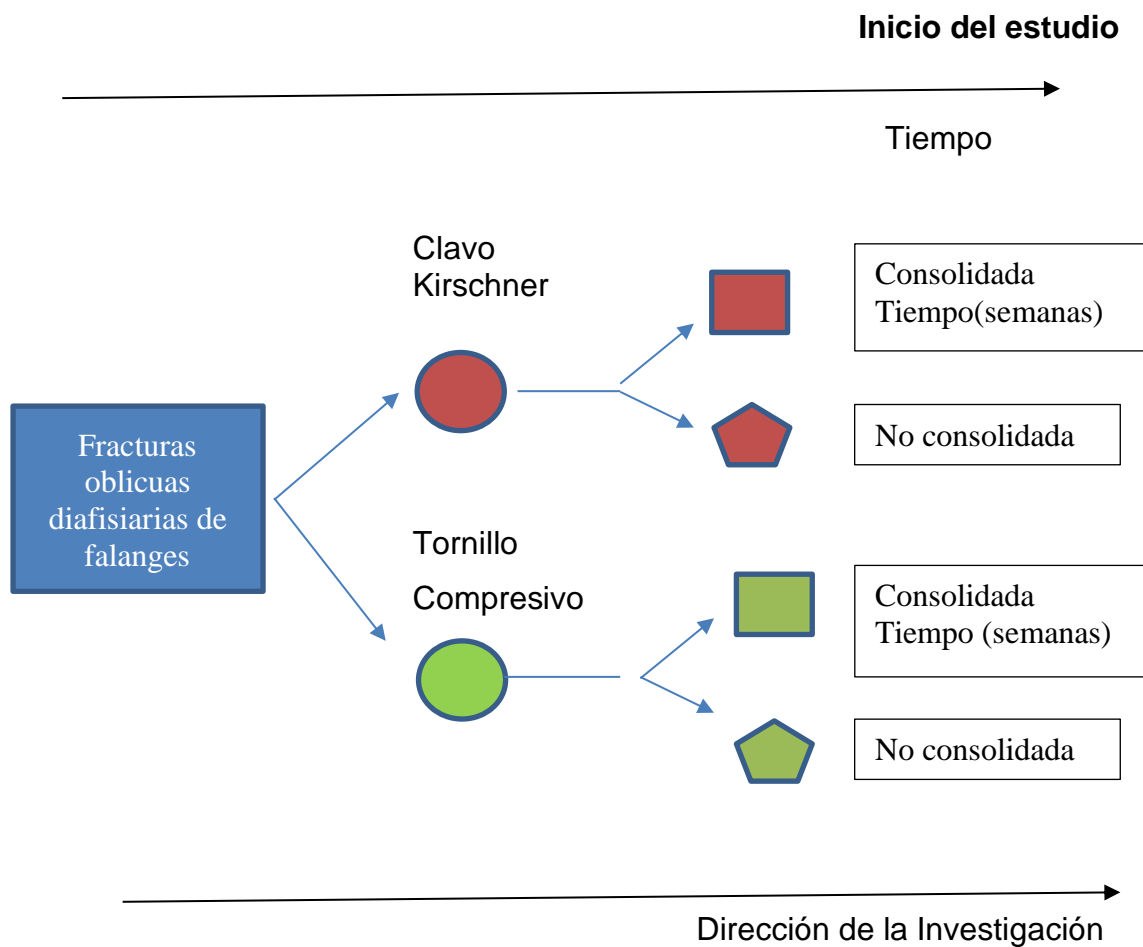 Inicio del estudio
Tiempo
Clavo
Kirschner
Consolidada
Tiempo(semanas)
No consolidada
Fracturas
oblicuas
diafisiarias de
falanges
Tornillo
Compresivo
Consolidada
Tiempo (semanas)
No consolidada
Dirección de la Investigación